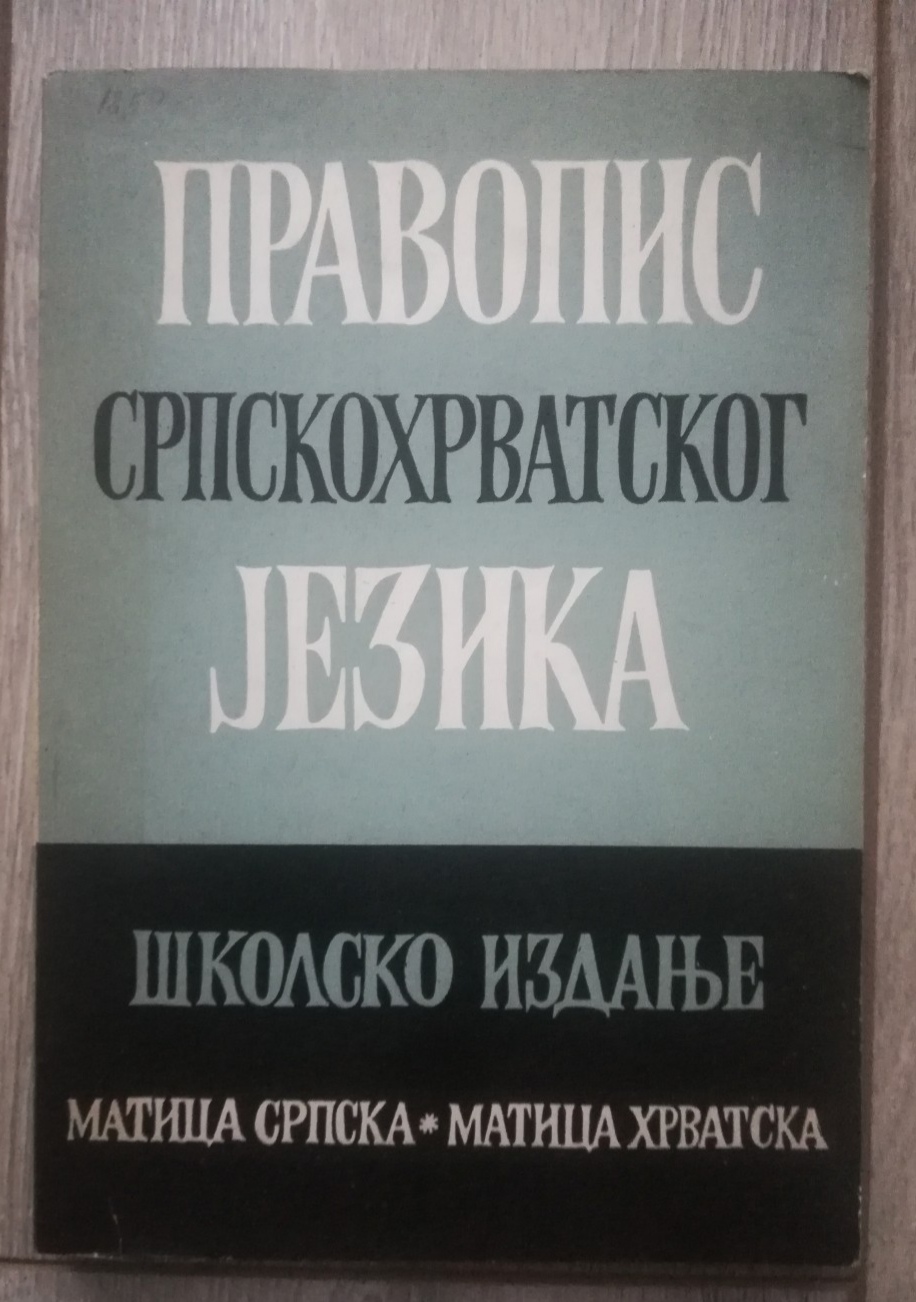 ПРАВОПИС
СРПСКОХРВАТСКОГ
ЈЕЗИКА
ШКОЛСКО ИЗДАЊЕ
МАТИЦА СРПСКА * МАТИЦА ХРВАТСКА